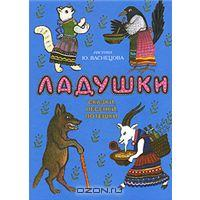 РИСУНКИ
Ю. ВАСНЕЦОВА
ЛАДУШКИ
СКАЗКИ,
ПЕСЕНКИ,
ПОТЕШКИ
OZON.ru